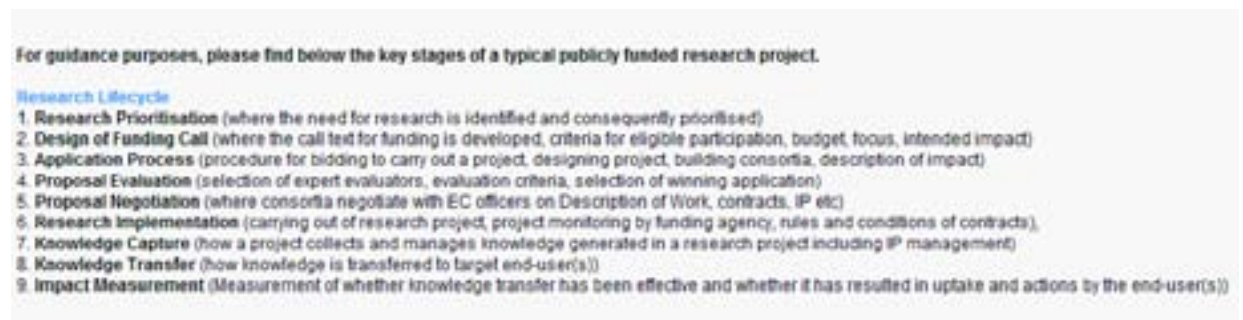 For guidance purposes, please find below the key stages of a typical publicly funded research project.
Research Lifecycle
1. Research Prioritisation (where the need for research is identified and consequently prioritised)
2. Design of Funding Call (where the call text for funding is developed, criteria for eligible participation, budget, focus, intended impact)
3. Application Process (procedure for bidding to carry out a project, designing project, building consortia, description of impact)
4. Proposal Evaluation (selection of expert evaluators, evaluation criteria, selection of winning application)
5. Proposal Negotiation (where consortia negotiate with EC officers on Description of Work, contracts, IP etc)
6. Research Implementation (carrying out of research project, project monitoring by funding agency, rules and conditions of contracts),
7. Knowledge Capture (how a project collects and manages knowledge generated in a research project including IP management)
8. Knowledge Transfer (how knowledge is transferred to target end-user(s))
9. Impact Measurement (Measurement of whether knowledge transfer has been effective and whether it has resulted in uptake and actions by the end-user(s))